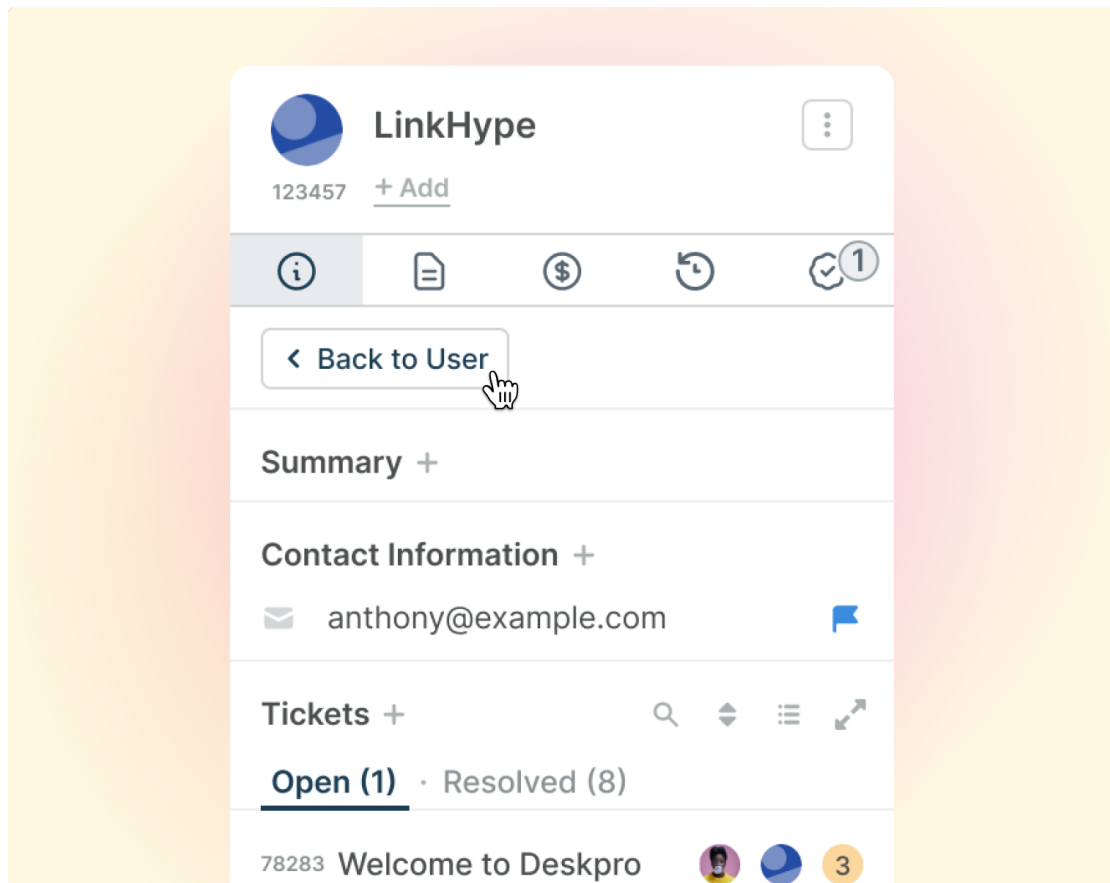 LinkHype
123457
+ Add
1
Back to User
Summary +
Contact Information +
anthony@example.com
Tickets +
Open (1) · Resolved (8)
78283 Welcome to Deskpro 3